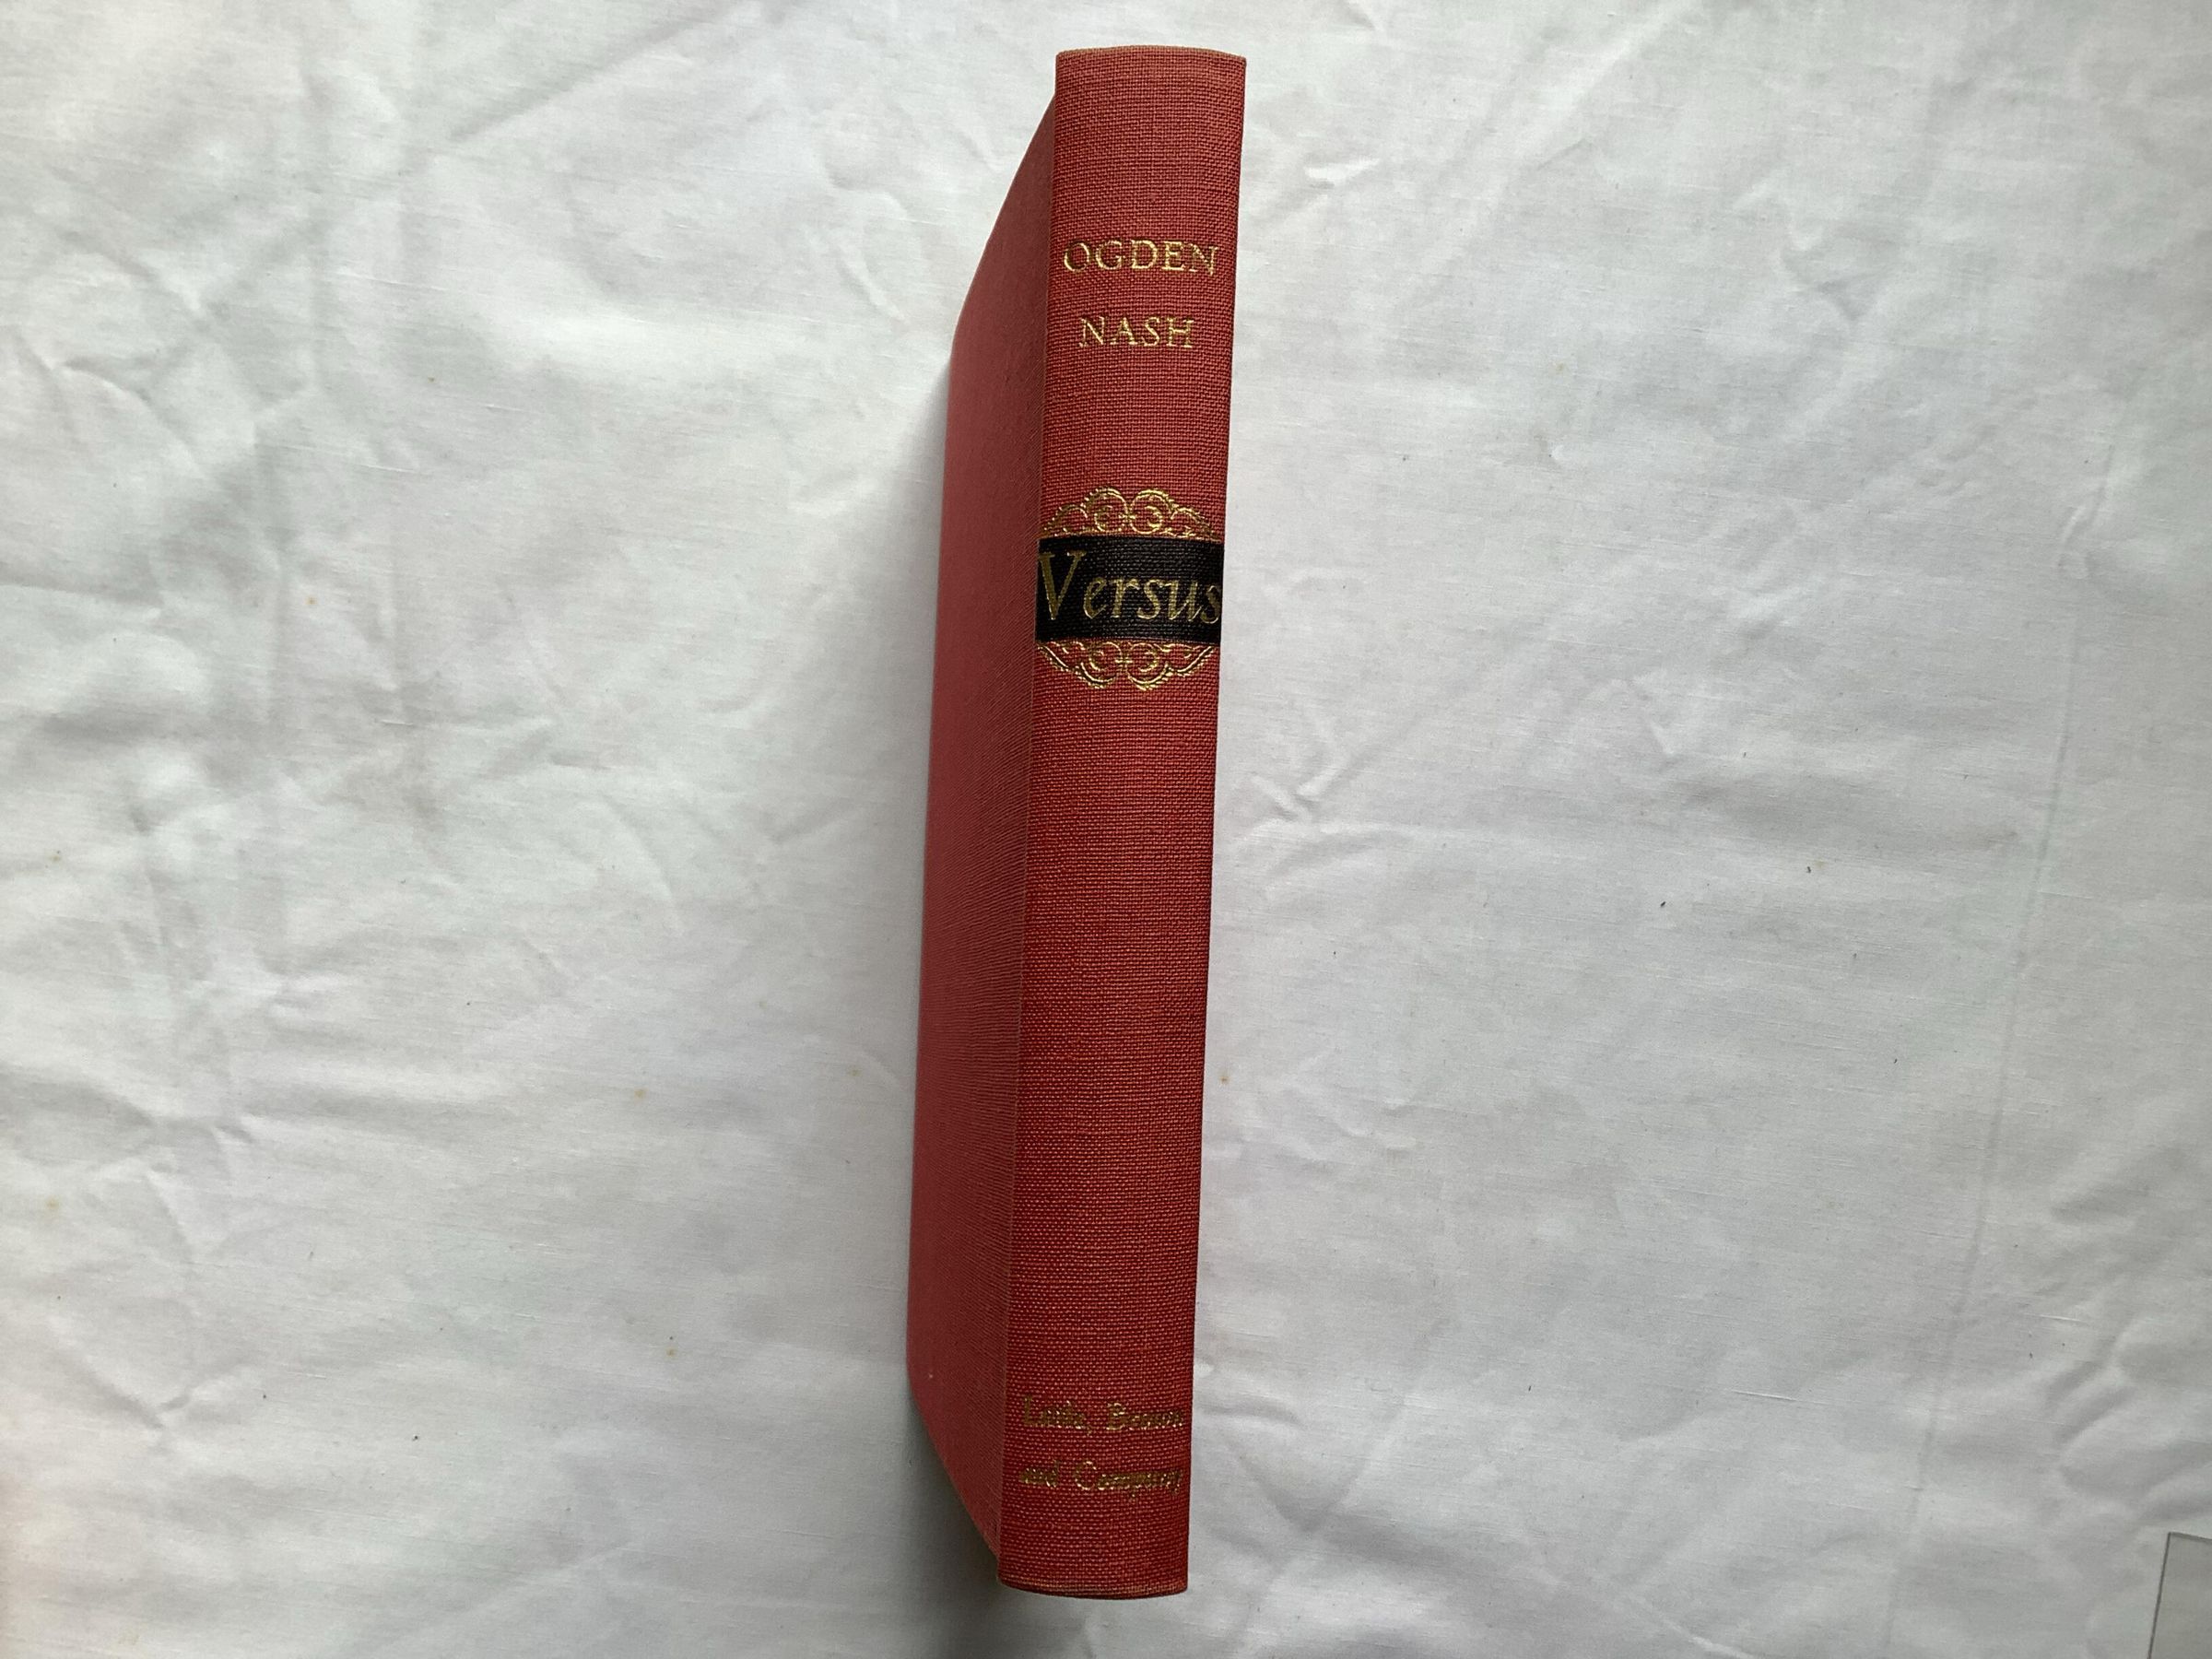 OGDEN
NASH
Versus
Little, Brown
and Company